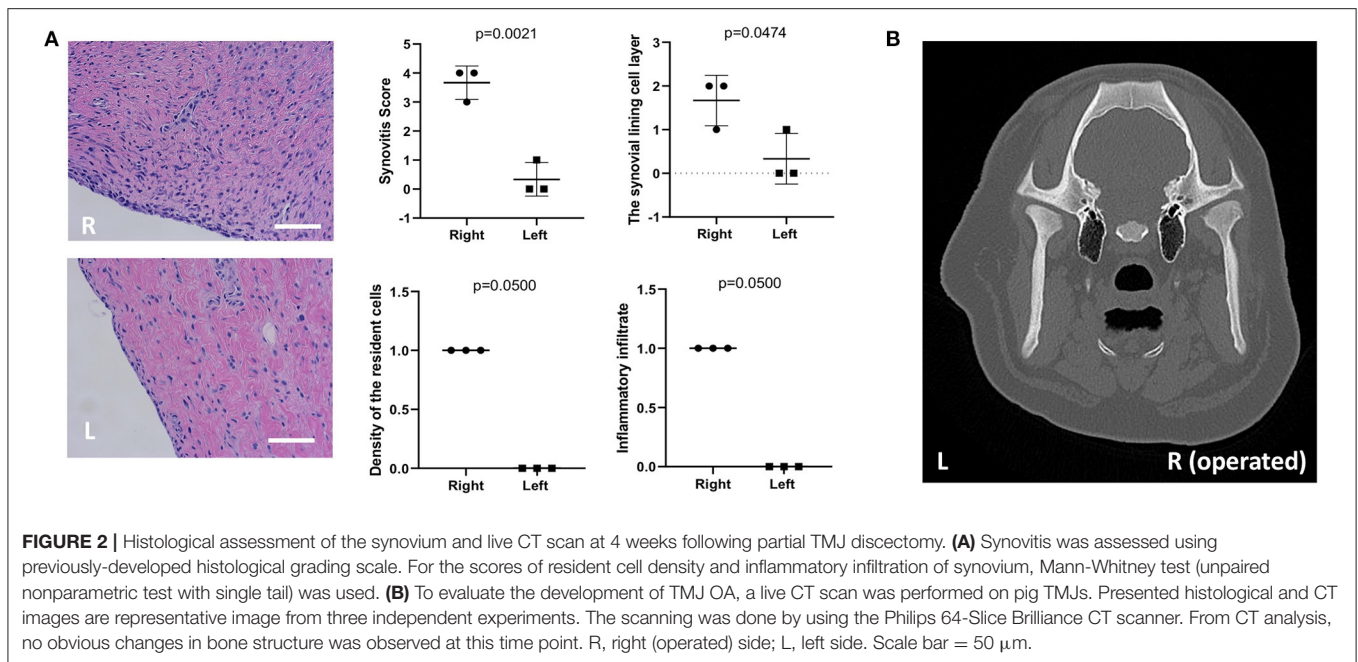 A
R
L
p=0.0021
Synovitis Score
5
4
3
2
1
0
-1
Right Left
p=0.0474
The synovial lining cell layer
3
2
1
0
-1
Right Left
p=0.0500
Density of the resident cells
1.5
1.0
0.5
0.0
Right Left
p=0.0500
Inflammatory infiltrate
1.5
1.0
0.5
0.0
Right Left
B
L R (operated)
FIGURE 2 | Histological assessment of the synovium and live CT scan at 4 weeks following partial TMJ discectomy. (A) Synovitis was assessed using
previously-developed histological grading scale. For the scores of resident cell density and inflammatory infiltration of synovium, Mann-Whitney test (unpaired
nonparametric test with single tail) was used. (B) To evaluate the development of TMJ OA, a live CT scan was performed on pig TMJs. Presented histological and CT
images are representative image from three independent experiments. The scanning was done by using the Philips 64-Slice Brilliance CT scanner. From CT analysis,
no obvious changes in bone structure was observed at this time point. R, right (operated) side; L, left side. Scale bar = 50 μm.